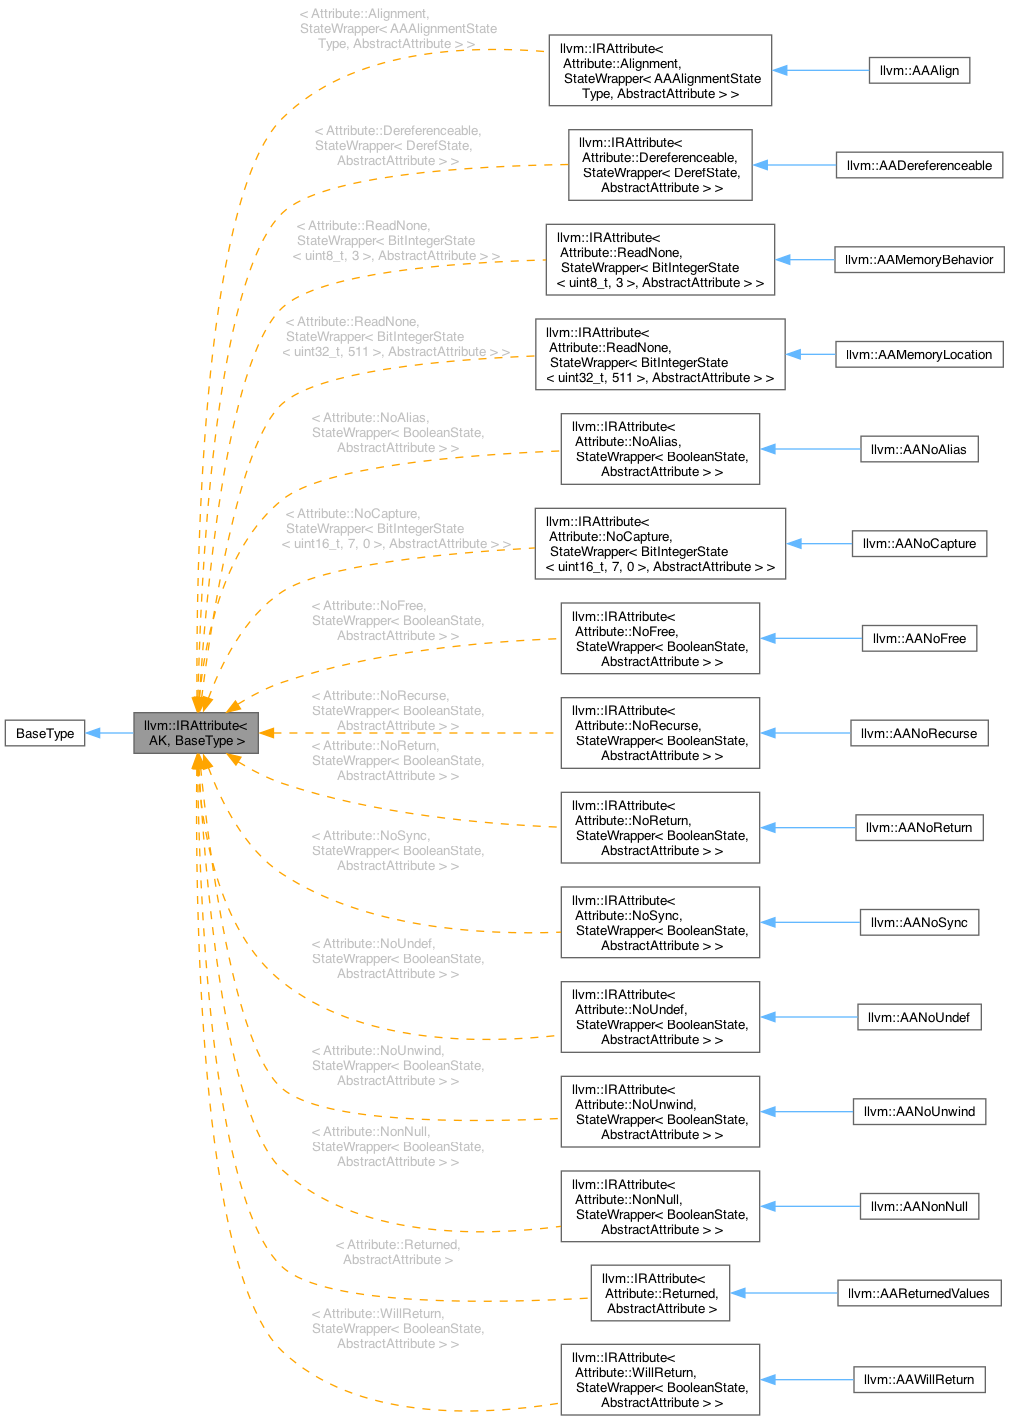 < Attribute::Alignment,
StateWrapper< AAAlignmentState
Type, AbstractAttribute > >
llvm::IRAttribute<
Attribute::Alignment,
StateWrapper< AAAlignmentState
Type, AbstractAttribute > >
llvm::AAAlign
< Attribute::Dereferenceable,
StateWrapper< DerefState,
AbstractAttribute > >
llvm::IRAttribute<
Attribute::Dereferenceable,
StateWrapper< DerefState,
AbstractAttribute > >
llvm::AADereferenceable
< Attribute::ReadNone,
StateWrapper< BitIntegerState
< uint8_t, 3 >, AbstractAttribute > >
llvm::IRAttribute<
Attribute::ReadNone,
StateWrapper< BitIntegerState
< uint8_t, 3 >, AbstractAttribute > >
llvm::AAMemoryBehavior
< Attribute::ReadNone,
StateWrapper< BitIntegerState
< uint32_t, 511 >, AbstractAttribute > >
llvm::IRAttribute<
Attribute::ReadNone,
StateWrapper< BitIntegerState
< uint32_t, 511 >, AbstractAttribute > >
llvm::AAMemoryLocation
< Attribute::NoAlias,
StateWrapper< BooleanState,
AbstractAttribute > >
llvm::IRAttribute<
Attribute::NoAlias,
StateWrapper< BooleanState,
AbstractAttribute > >
llvm::AANoAlias
< Attribute::NoCapture,
StateWrapper< BitIntegerState
< uint16_t, 7, 0 >, AbstractAttribute > >
llvm::IRAttribute<
Attribute::NoCapture,
StateWrapper< BitIntegerState
< uint16_t, 7, 0 >, AbstractAttribute > >
llvm::AANoCapture
< Attribute::NoFree,
StateWrapper< BooleanState,
AbstractAttribute > >
llvm::IRAttribute<
Attribute::NoFree,
StateWrapper< BooleanState,
AbstractAttribute > >
llvm::AANoFree
BaseType
llvm::IRAttribute<
AK, BaseType >
< Attribute::NoRecurse,
StateWrapper< BooleanState,
AbstractAttribute > >
llvm::IRAttribute<
Attribute::NoRecurse,
StateWrapper< BooleanState,
AbstractAttribute > >
llvm::AANoRecurse
< Attribute::NoReturn,
StateWrapper< BooleanState,
AbstractAttribute > >
llvm::IRAttribute<
Attribute::NoReturn,
StateWrapper< BooleanState,
AbstractAttribute > >
llvm::AANoReturn
< Attribute::NoSync,
StateWrapper< BooleanState,
AbstractAttribute > >
llvm::IRAttribute<
Attribute::NoSync,
StateWrapper< BooleanState,
AbstractAttribute > >
llvm::AANoSync
< Attribute::NoUndef,
StateWrapper< BooleanState,
AbstractAttribute > >
llvm::IRAttribute<
Attribute::NoUndef,
StateWrapper< BooleanState,
AbstractAttribute > >
llvm::AANoUndef
< Attribute::NoUnwind,
StateWrapper< BooleanState,
AbstractAttribute > >
llvm::IRAttribute<
Attribute::NoUnwind,
StateWrapper< BooleanState,
AbstractAttribute > >
llvm::AANoUnwind
< Attribute::NonNull,
StateWrapper< BooleanState,
AbstractAttribute > >
llvm::IRAttribute<
Attribute::NonNull,
StateWrapper< BooleanState,
AbstractAttribute > >
llvm::AANonNull
< Attribute::Returned,
AbstractAttribute >
llvm::IRAttribute<
Attribute::Returned,
AbstractAttribute >
llvm::AAReturnedValues
< Attribute::WillReturn,
StateWrapper< BooleanState,
AbstractAttribute > >
llvm::IRAttribute<
Attribute::WillReturn,
StateWrapper< BooleanState,
AbstractAttribute > >
llvm::AAWillReturn